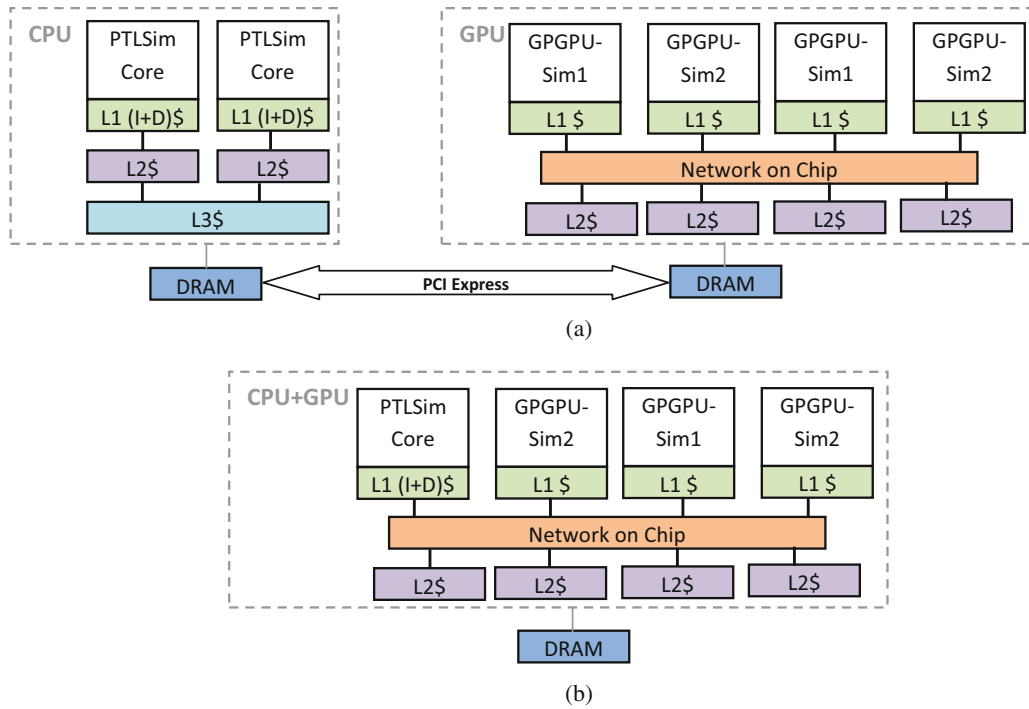 CPU
PTLSim
Core
PTLSim
Core
L1 (I+D)$
L1 (I+D)$
L2$
L2$
L3$
DRAM
GPU
GPGPU-
Sim1
GPGPU-
Sim2
GPGPU-
Sim1
GPGPU-
Sim2
L1 $
L1 $
L1 $
L1 $
Network on Chip
L2$
L2$
L2$
L2$
PCI Express
DRAM
(a)
CPU+GPU
PTLSim
Core
GPGPU-
Sim2
GPGPU-
Sim1
GPGPU-
Sim2
L1 (I+D)$
L1 $
L1 $
L1 $
Network on Chip
L2$
L2$
L2$
L2$
DRAM
(b)